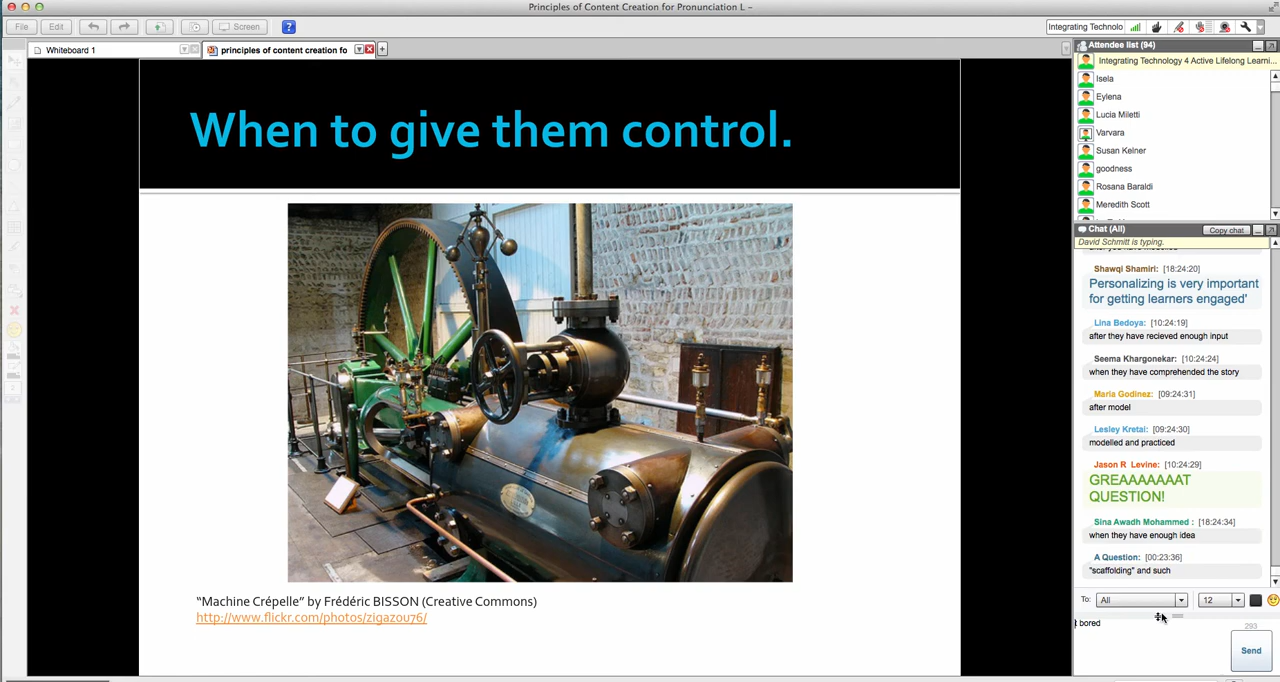 Principles of Content Creation for Pronunciation L -
File Edit Screen ?
Integrating Technolo
Whiteboard 1
principles of content creation fo
When to give them control.
“Machine Crépelle” by Frédéric BISSON (Creative Commons)
http://www.flickr.com/photos/zigazou76/
Attendee list (94)
Integrating Technology 4 Active Lifelong Learni...
Isela
Eylena
Lucia Miletti
Varvara
Susan Kelner
goodness
Rosana Baraldi
Meredith Scott
Chat (All)
Copy chat
David Schmitt is typing.
Shawqi Shamiri: [18:24:20]
Personalizing is very important
for getting learners engaged'
Lina Bedoya: [10:24:19]
after they have recieved enough input
Seema Khargonekar: [10:24:24]
when they have comprehended the story
Maria Godinez: [09:24:31]
after model
Lesley Kretai: [09:24:30]
modelled and practiced
Jason R Levine: [10:24:29]
GREAAAAAAT
QUESTION!
Sina Awadh Mohammed : [18:24:34]
when they have enough idea
A Question: [00:23:36]
"scaffolding" and such
To: All 12
bored
293
Send